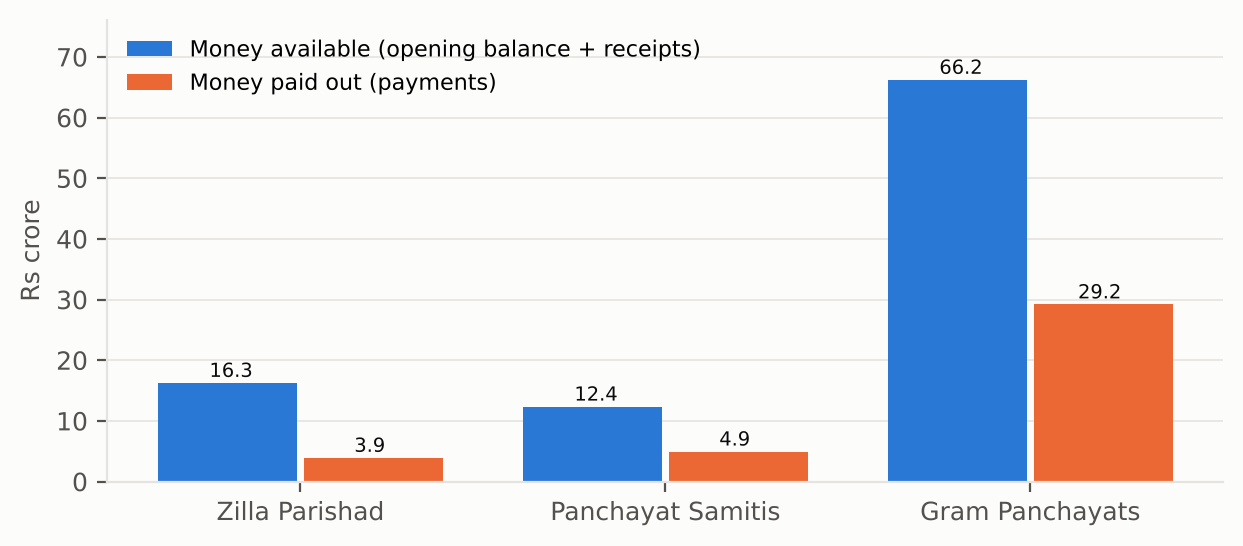 Money available (opening balance + receipts)
Money paid out (payments)
Rs crore
70
60
50
40
30
20
10
0
16.3
3.9
12.4
4.9
66.2
29.2
Zilla Parishad
Panchayat Samitis
Gram Panchayats